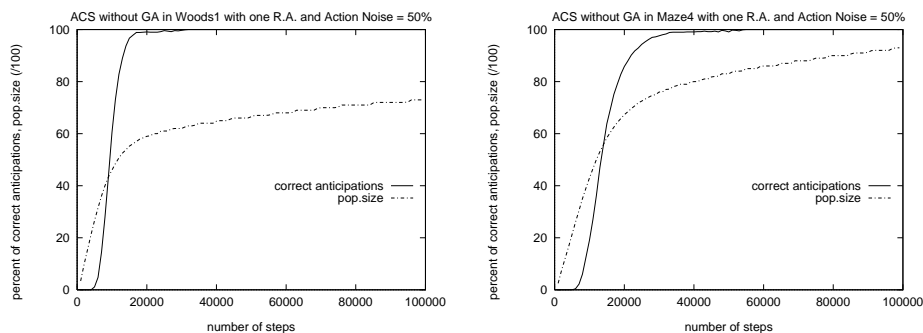 ACS without GA in Woods1 with one R.A. and Action Noise = 50%
percent of correct anticipations, pop.size (/100)
100
80
60
40
20
0
correct anticipations
pop.size
0 20000 40000 60000 80000 100000
number of steps
ACS without GA in Maze4 with one R.A. and Action Noise = 50%
percent of correct anticipations, pop.size (/100)
100
80
60
40
20
0
correct anticipations
pop.size
0 20000 40000 60000 80000 100000
number of steps